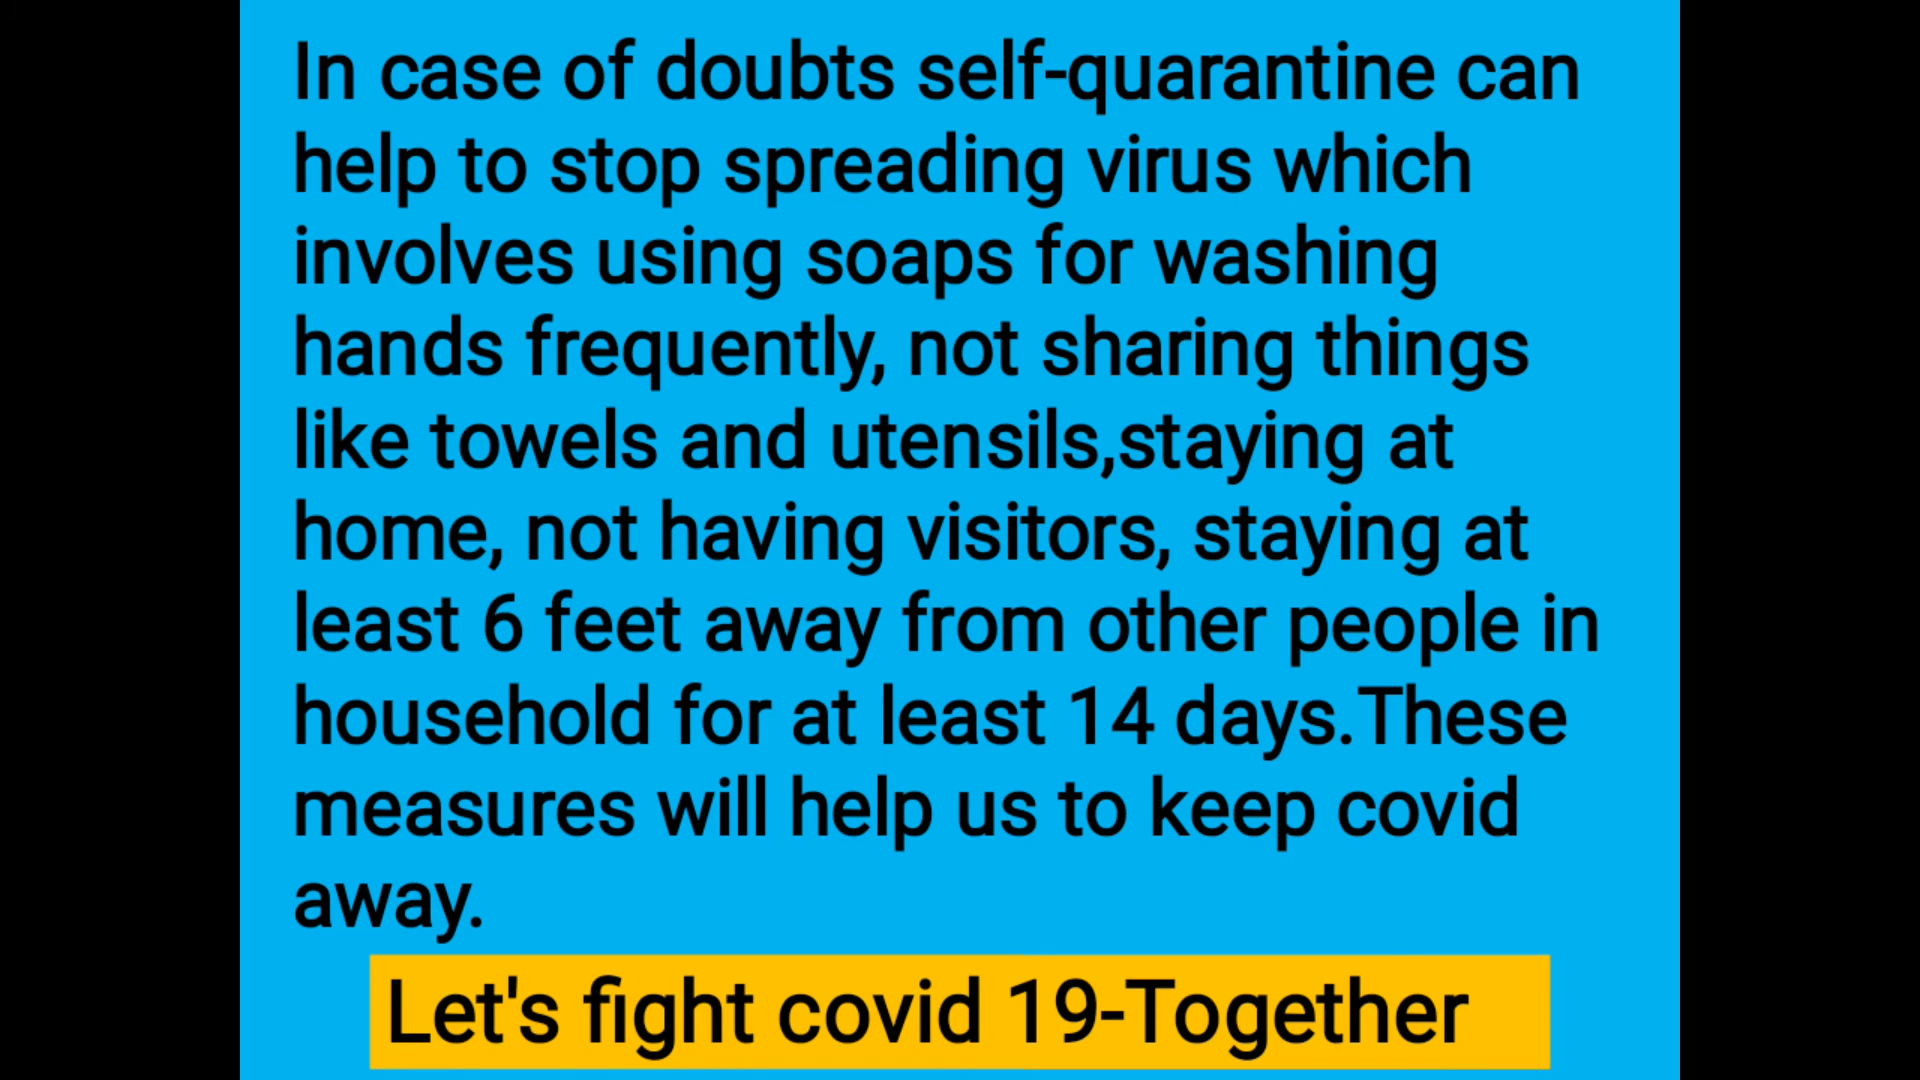 In case of doubts self-quarantine can
help to stop spreading virus which
involves using soaps for washing
hands frequently, not sharing things
like towels and utensils,staying at
home, not having visitors, staying at
least 6 feet away from other people in
household for at least 14 days.These
measures will help us to keep covid
away.
Let's fight covid 19-Together